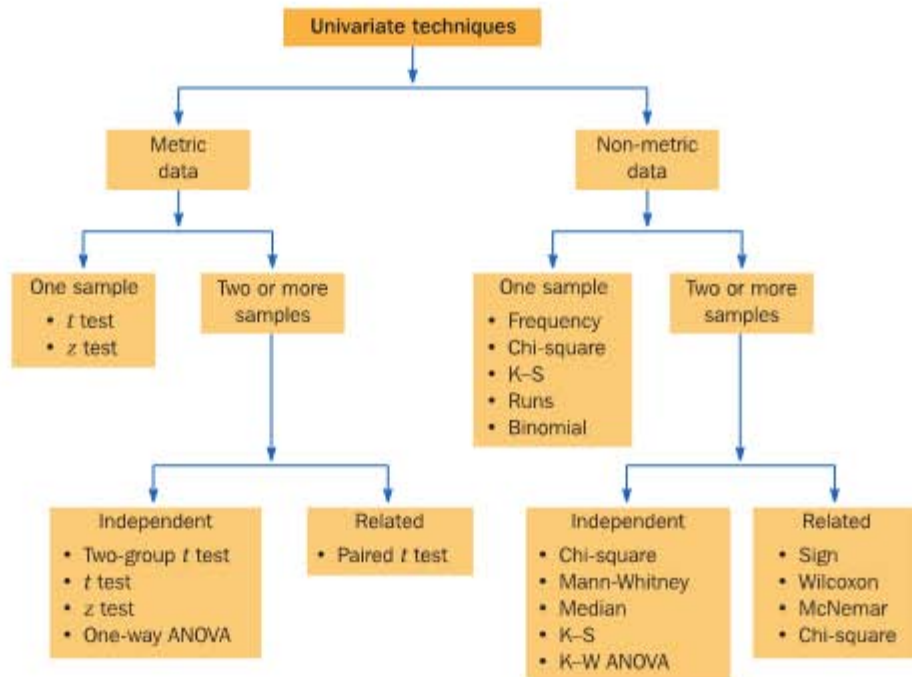 Univariate techniques
Metric
data
Non-metric
data
One sample
• t test
• z test
Two or more
samples
One sample
• Frequency
• Chi-square
• K–S
• Runs
• Binomial
Two or more
samples
Independent
• Two-group t test
• t test
• z test
• One-way ANOVA
Related
• Paired t test
Independent
• Chi-square
• Mann-Whitney
• Median
• K–S
• K–W ANOVA
Related
• Sign
• Wilcoxon
• McNemar
• Chi-square